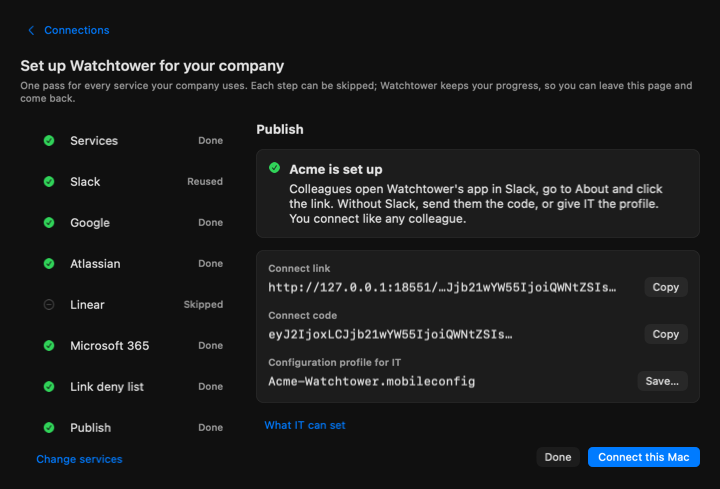 Connections
Set up Watchtower for your company
One pass for every service your company uses. Each step can be skipped; Watchtower keeps your progress, so you can leave this page and
come back.
Services Done
Slack Reused
Google Done
Atlassian Done
Linear Skipped
Microsoft 365 Done
Link deny list Done
Publish Done
Change services
Publish
Acme is set up
Colleagues open Watchtower's app in Slack, go to About and click
the link. Without Slack, send them the code, or give IT the profile.
You connect like any colleague.
Connect link
http://127.0.0.1:18551/…Jjb21wYW55IjoiQWNtZSIs…
Copy
Connect code
eyJ2IjoxLCJjb21wYW55IjoiQWNtZSIs…
Copy
Configuration profile for IT
Acme-Watchtower.mobileconfig
Save…
What IT can set
Done
Connect this Mac